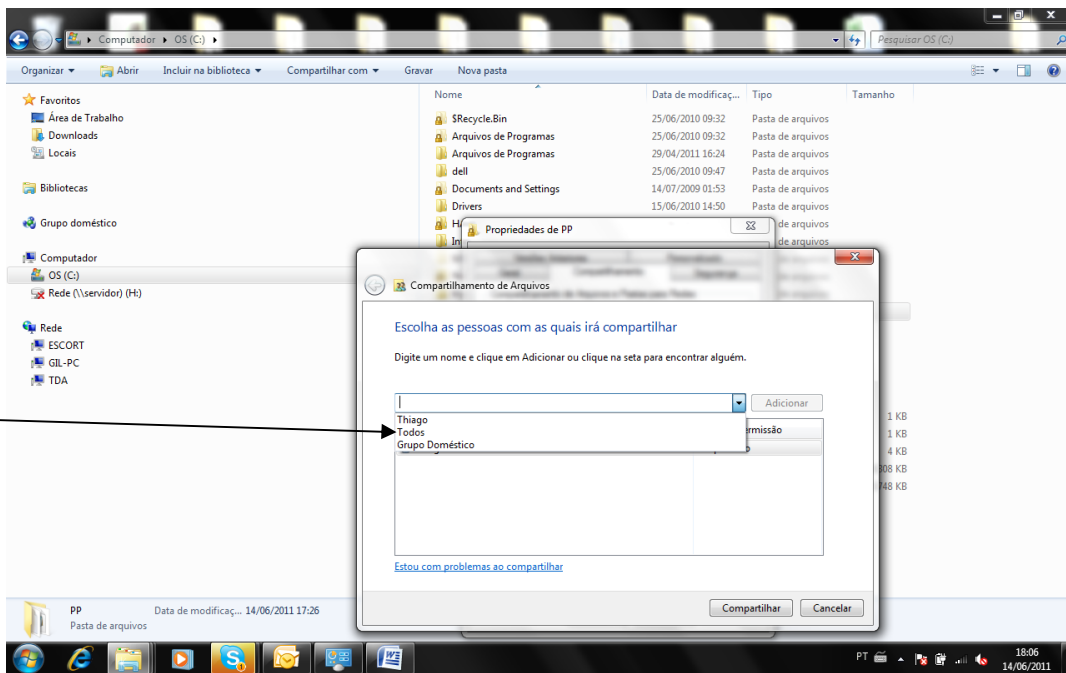 Computador ▸ OS (C:) ▸
Pesquisar OS (C:)
Organizar
Abrir
Incluir na biblioteca
Compartilhar com
Gravar
Nova pasta
Favoritos
Área de Trabalho
Downloads
Locais
Bibliotecas
Grupo doméstico
Computador
OS (C:)
Rede (\\servidor) (H:)
Rede
ESCORT
GIL-PC
TDA
Nome Data de modificaç... Tipo Tamanho
$Recycle.Bin 25/06/2010 09:32 Pasta de arquivos
Arquivos de Programas 25/06/2010 09:32 Pasta de arquivos
Arquivos de Programas 29/04/2011 16:24 Pasta de arquivos
dell 25/06/2010 09:47 Pasta de arquivos
Documents and Settings 14/07/2009 01:53 Pasta de arquivos
Drivers 15/06/2010 14:50 Pasta de arquivos
de arquivos
de arquivos
1 KB
1 KB
4 KB
KB
KB
Propriedades de PP
Compartilhamento de Arquivos
Escolha as pessoas com as quais irá compartilhar
Digite um nome e clique em Adicionar ou clique na seta para encontrar alguém.
Adicionar
Thiago
Todos
Grupo Doméstico
Estou com problemas ao compartilhar
Compartilhar Cancelar
PP Data de modificaç... 14/06/2011 17:26
Pasta de arquivos
PT
18:06
14/06/2011